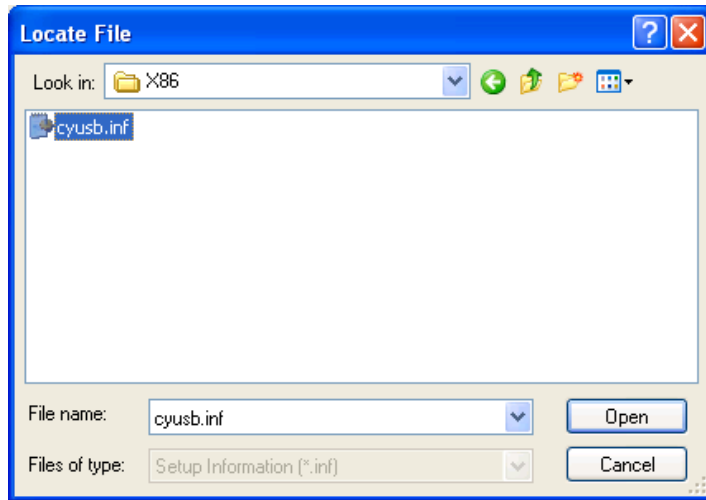 Locate File
Look in: X86
cyusb.inf
File name: cyusb.inf Open
Files of type: Setup Information (*.inf) Cancel